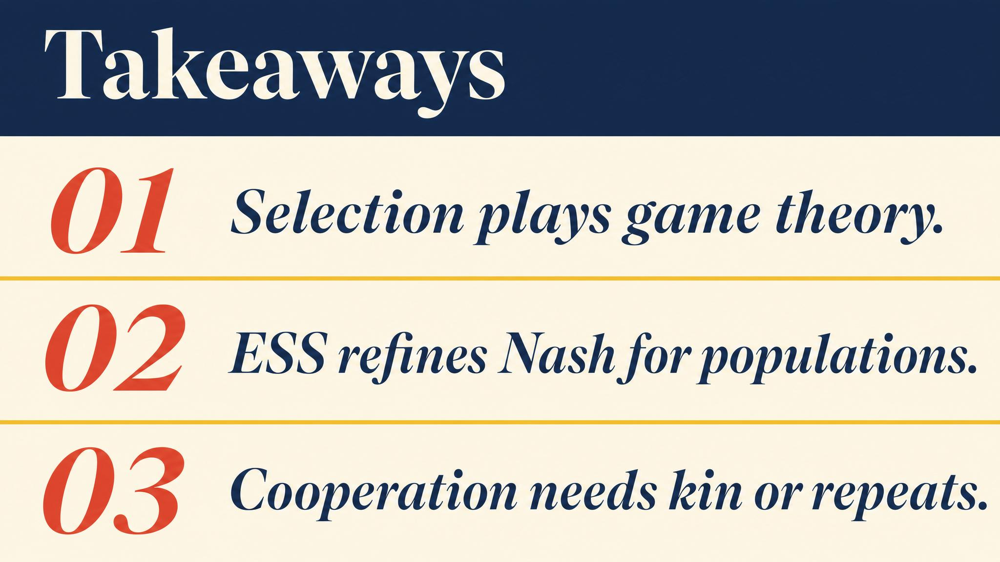 Takeaways
01 Selection plays game theory.
02 ESS refines Nash for populations.
03 Cooperation needs kin or repeats.